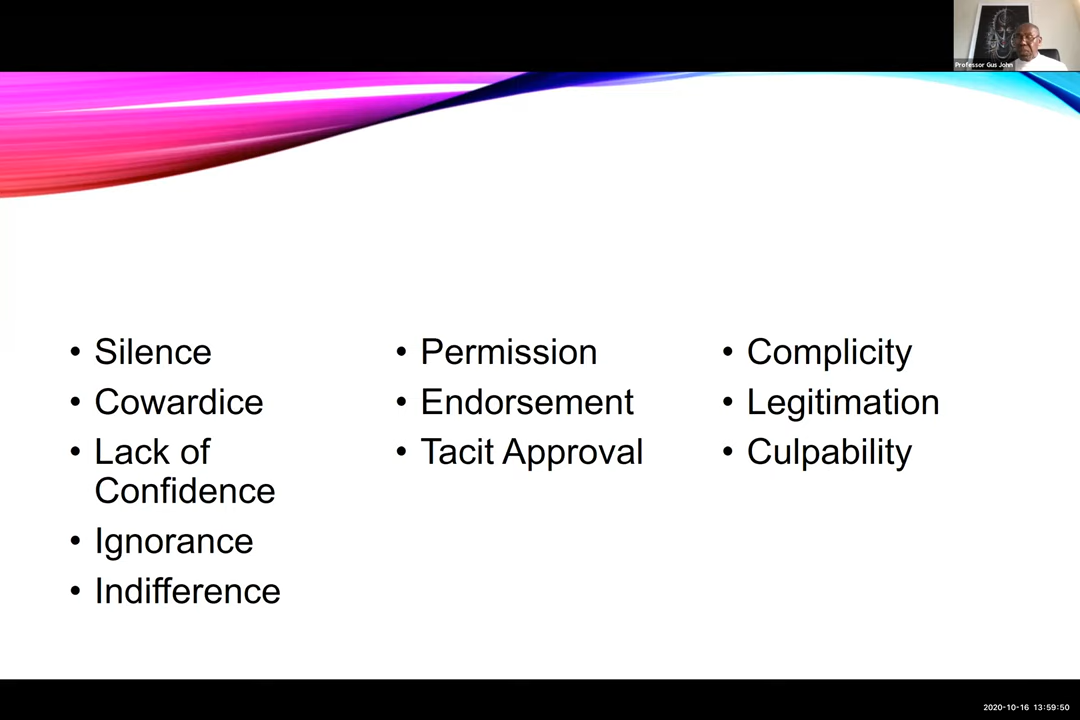 Professor Gus John
• Silence
• Cowardice
• Lack of
Confidence
• Ignorance
• Indifference
• Permission
• Endorsement
• Tacit Approval
• Complicity
• Legitimation
• Culpability
2020-10-16 13:59:50